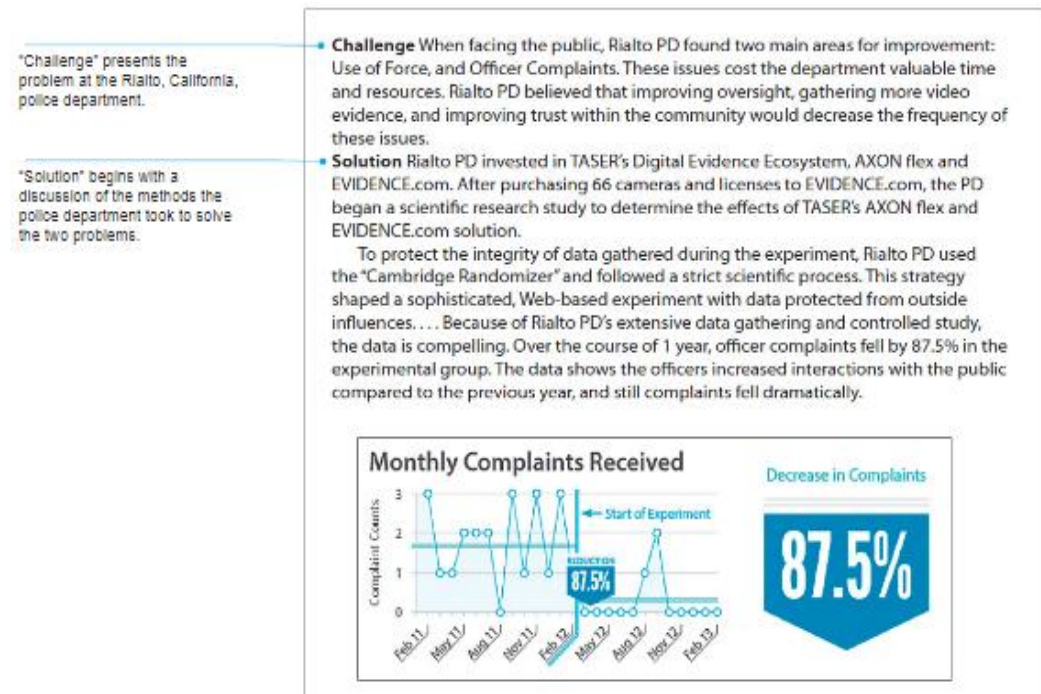 "Challenge" presents the
problem at the Rialto, California,
police department.
Challenge When facing the public, Rialto PD found two main areas for improvement:
Use of Force, and Officer Complaints. These issues cost the department valuable time
and resources. Rialto PD believed that improving oversight, gathering more video
evidence, and improving trust within the community would decrease the frequency of
these issues.
"Solution" begins with a
discussion of the methods the
police department took to solve
the two problems.
Solution Rialto PD invested in TASER's Digital Evidence Ecosystem, AXON flex and
EVIDENCE.com. After purchasing 66 cameras and licenses to EVIDENCE.com, the PD
began a scientific research study to determine the effects of TASER's AXON flex and
EVIDENCE.com solution.
To protect the integrity of data gathered during the experiment, Rialto PD used
the "Cambridge Randomizer" and followed a strict scientific process. This strategy
shaped a sophisticated, Web-based experiment with data protected from outside
influences.... Because of Rialto PD's extensive data gathering and controlled study,
the data is compelling. Over the course of 1 year, officer complaints fell by 87.5% in the
experimental group. The data shows the officers increased interactions with the public
compared to the previous year, and still complaints fell dramatically.
Monthly Complaints Received
Complaint Counts
3
2
1
0
Start of Experiment
REDUCTION
87.5%
Feb 11
May 11
Aug 11
Nov 11
Feb 12
May 12
Aug 12
Nov 12
Feb 13
Decrease in Complaints
87.5%